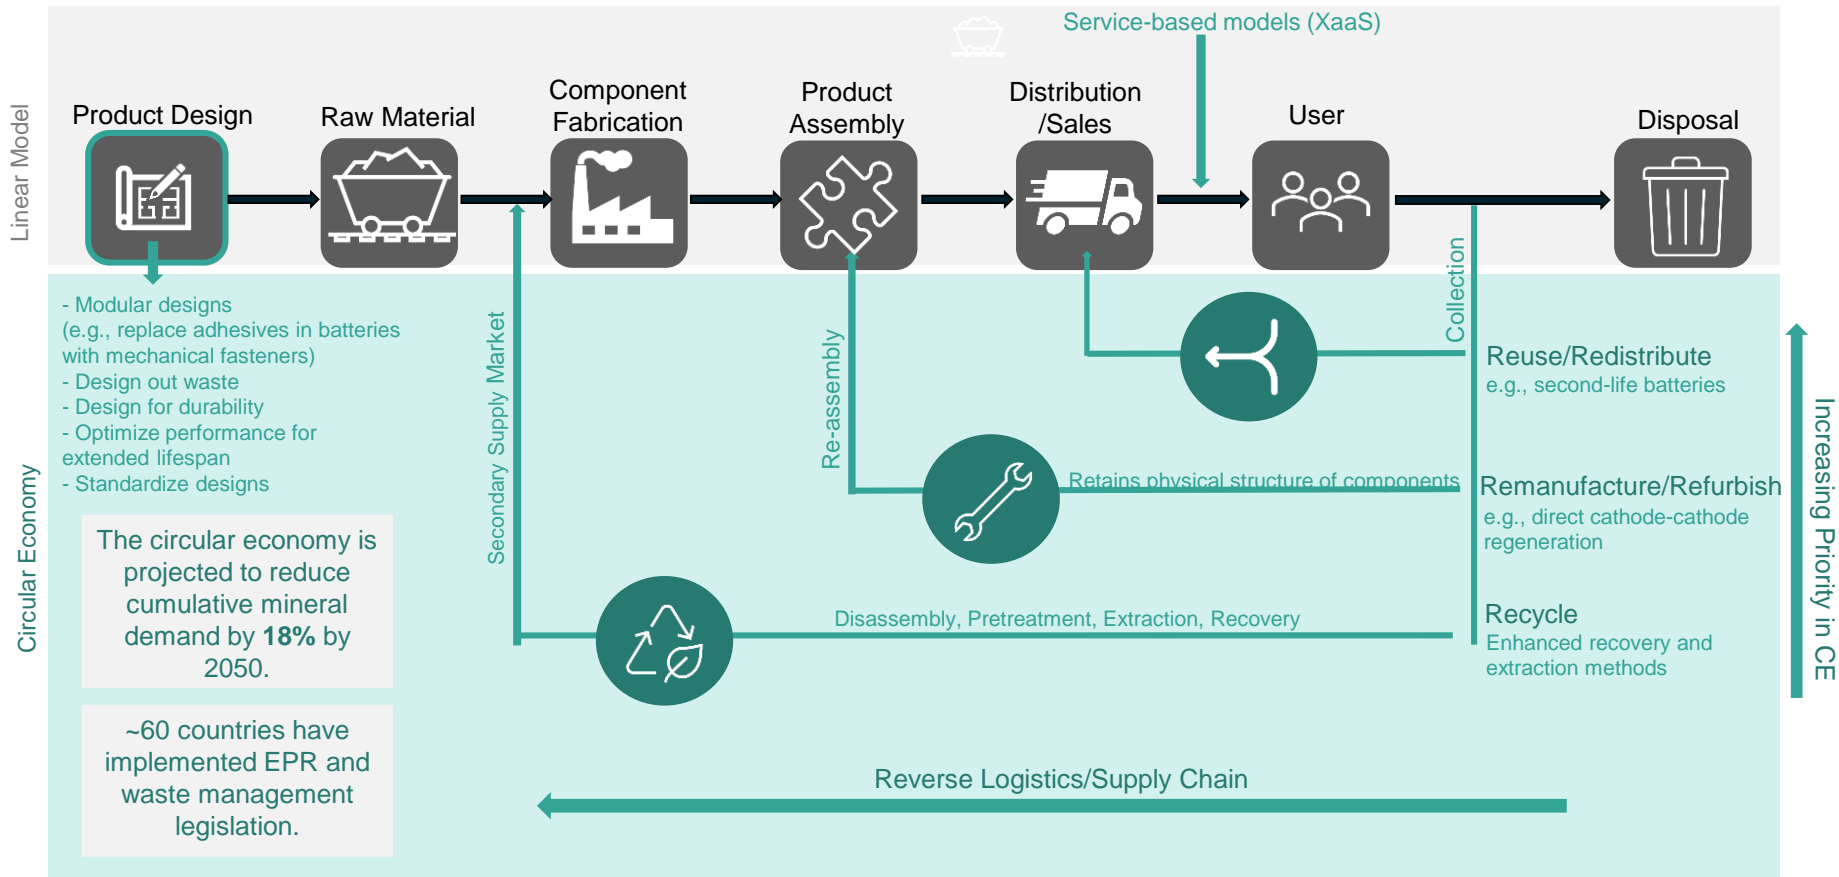 Service-based models (XaaS)
Linear Model
Product Design
Raw Material
Component
Fabrication
Product
Assembly
Distribution
/Sales
User
Disposal
Circular Economy
- Modular designs
(e.g., replace adhesives in batteries
with mechanical fasteners)
- Design out waste
- Design for durability
- Optimize performance for
extended lifespan
- Standardize designs
The circular economy is
projected to reduce
cumulative mineral
demand by 18% by
2050.
~60 countries have
implemented EPR and
waste management
legislation.
Secondary Supply Market
Re-assembly
Collection
Reuse/Redistribute
e.g., second-life batteries
Retains physical structure of components
Remanufacture/Refurbish
e.g., direct cathode-cathode
regeneration
Disassembly, Pretreatment, Extraction, Recovery
Recycle
Enhanced recovery and
extraction methods
Reverse Logistics/Supply Chain
Increasing Priority in CE